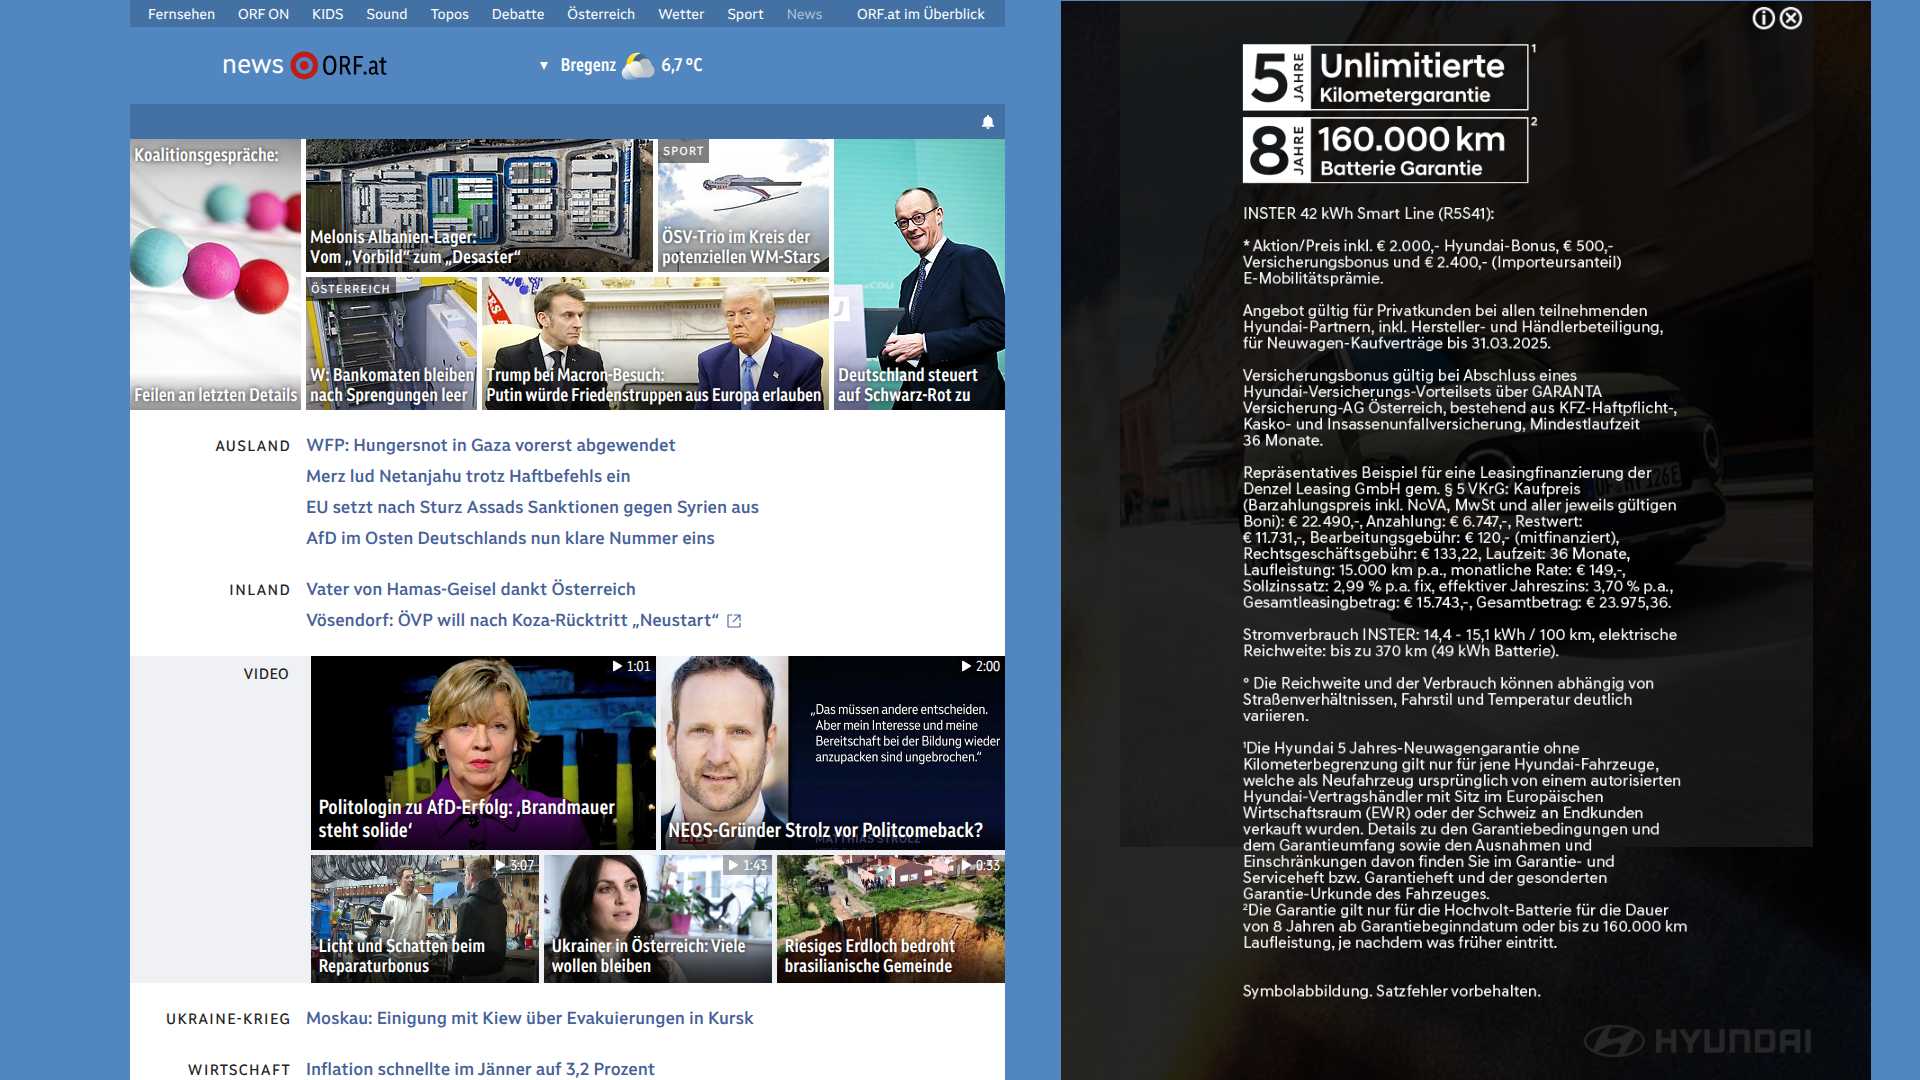 Fernsehen ORF ON KIDS Sound Topos Debatte Österreich Wetter Sport News ORF.at im Überblick
news ORF.at
Bregenz 6,7 °C
Koalitionsgespräche:
Feilen an letzten Details
Melonis Albanien-Lager:
Vom „Vorbild“ zum „Desaster“
SPORT
ÖSV-Trio im Kreis der
potenziellen WM-Stars
ÖSTERREICH
W: Bankomaten bleiben
nach Sprengungen leer
Trump bei Macron-Besuch:
Putin würde Friedenstruppen aus Europa erlauben
Deutschland steuert
auf Schwarz-Rot zu
AUSLAND
WFP: Hungersnot in Gaza vorerst abgewendet
Merz lud Netanjahu trotz Haftbefehls ein
EU setzt nach Sturz Assads Sanktionen gegen Syrien aus
AfD im Osten Deutschlands nun klare Nummer eins
INLAND
Vater von Hamas-Geisel dankt Österreich
Vösendorf: ÖVP will nach Koza-Rücktritt „Neustart“
VIDEO
1:01
Politologin zu AfD-Erfolg: ‚Brandmauer
steht solide‘
2:00
„Das müssen andere entscheiden.
Aber mein Interesse und meine
Bereitschaft bei der Bildung wieder
anzupacken sind ungebrochen.“
NEOS-Gründer Strolz vor Politcomeback?
MATTHIAS STROLZ
3:07
Licht und Schatten beim
Reparaturbonus
1:43
Ukrainer in Österreich: Viele
wollen bleiben
0:33
Riesiges Erdloch bedroht
brasilianische Gemeinde
UKRAINE-KRIEG
Moskau: Einigung mit Kiew über Evakuierungen in Kursk
WIRTSCHAFT
Inflation schnellte im Jänner auf 3,2 Prozent
5 JAHRE Unlimitierte Kilometergarantie 1
8 JAHRE 160.000 km Batterie Garantie 2
INSTER 42 kWh Smart Line (R5S41):
* Aktion/Preis inkl. € 2.000,- Hyundai-Bonus, € 500,-
Versicherungsbonus und € 2.400,- (Importeursanteil)
E-Mobilitätsprämie.
Angebot gültig für Privatkunden bei allen teilnehmenden
Hyundai-Partnern, inkl. Hersteller- und Händlerbeteiligung,
für Neuwagen-Kaufverträge bis 31.03.2025.
Versicherungsbonus gültig bei Abschluss eines
Hyundai-Versicherungs-Vorteilsets über GARANTA
Versicherung-AG Österreich, bestehend aus KFZ-Haftpflicht-,
Kasko- und Insassenunfallversicherung, Mindestlaufzeit
36 Monate.
Repräsentatives Beispiel für eine Leasingfinanzierung der
Denzel Leasing GmbH gem. § 5 VKrG: Kaufpreis
(Barzahlungspreis inkl. NoVA, MwSt und aller jeweils gültigen
Boni): € 22.490,-, Anzahlung: € 6.747,-, Restwert:
€ 11.731,-, Bearbeitungsgebühr: € 120,- (mitfinanziert),
Rechtsgeschäftsgebühr: € 133,22, Laufzeit: 36 Monate,
Laufleistung: 15.000 km p.a., monatliche Rate: € 149,-,
Sollzinssatz: 2,99 % p.a. fix, effektiver Jahreszins: 3,70 % p.a.,
Gesamtleasingbetrag: € 15.743,-, Gesamtbetrag: € 23.975,36.
Stromverbrauch INSTER: 14,4 - 15,1 kWh / 100 km, elektrische
Reichweite: bis zu 370 km (49 kWh Batterie).
° Die Reichweite und der Verbrauch können abhängig von
Straßenverhältnissen, Fahrstil und Temperatur deutlich
variieren.
¹Die Hyundai 5 Jahres-Neuwagengarantie ohne
Kilometerbegrenzung gilt nur für jene Hyundai-Fahrzeuge,
welche als Neufahrzeug ursprünglich von einem autorisierten
Hyundai-Vertragshändler mit Sitz im Europäischen
Wirtschaftsraum (EWR) oder der Schweiz an Endkunden
verkauft wurden. Details zu den Garantiebedingungen und
dem Garantieumfang sowie den Ausnahmen und
Einschränkungen davon finden Sie im Garantie- und
Serviceheft bzw. Garantieheft und der gesonderten
Garantie-Urkunde des Fahrzeuges.
²Die Garantie gilt nur für die Hochvolt-Batterie für die Dauer
von 8 Jahren ab Garantiebeginndatum oder bis zu 160.000 km
Laufleistung, je nachdem was früher eintritt.
Symbolabbildung. Satzfehler vorbehalten.
HYUNDAI